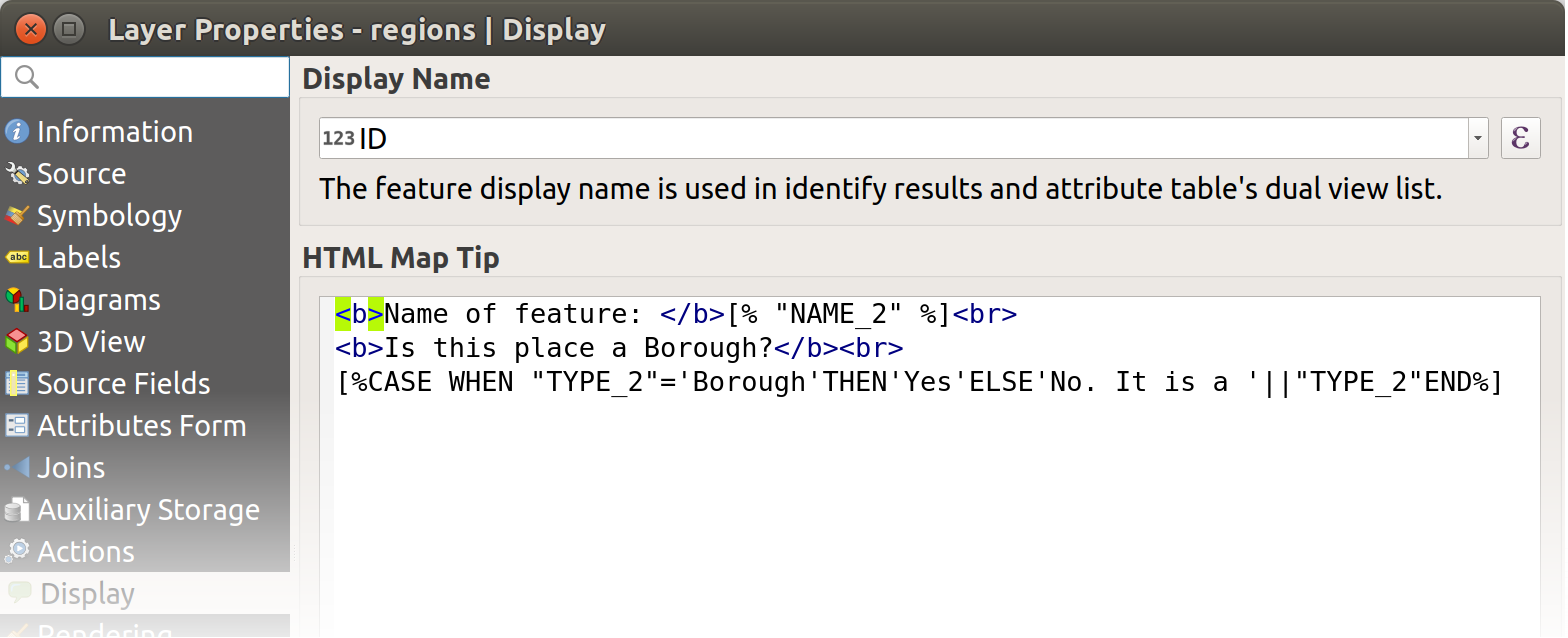 Layer Properties - regions | Display
Information
Source
Symbology
abc Labels
Diagrams
3D View
Source Fields
Attributes Form
Joins
Auxiliary Storage
Actions
Display
Rendering
Display Name
123 ID
ε
The feature display name is used in identify results and attribute table's dual view list.
HTML Map Tip
<b>Name of feature: </b>[% "NAME_2" %]<br>
<b>Is this place a Borough?</b><br>
[%CASE WHEN "TYPE_2"='Borough'THEN'Yes'ELSE'No. It is a '||"TYPE_2"END%]